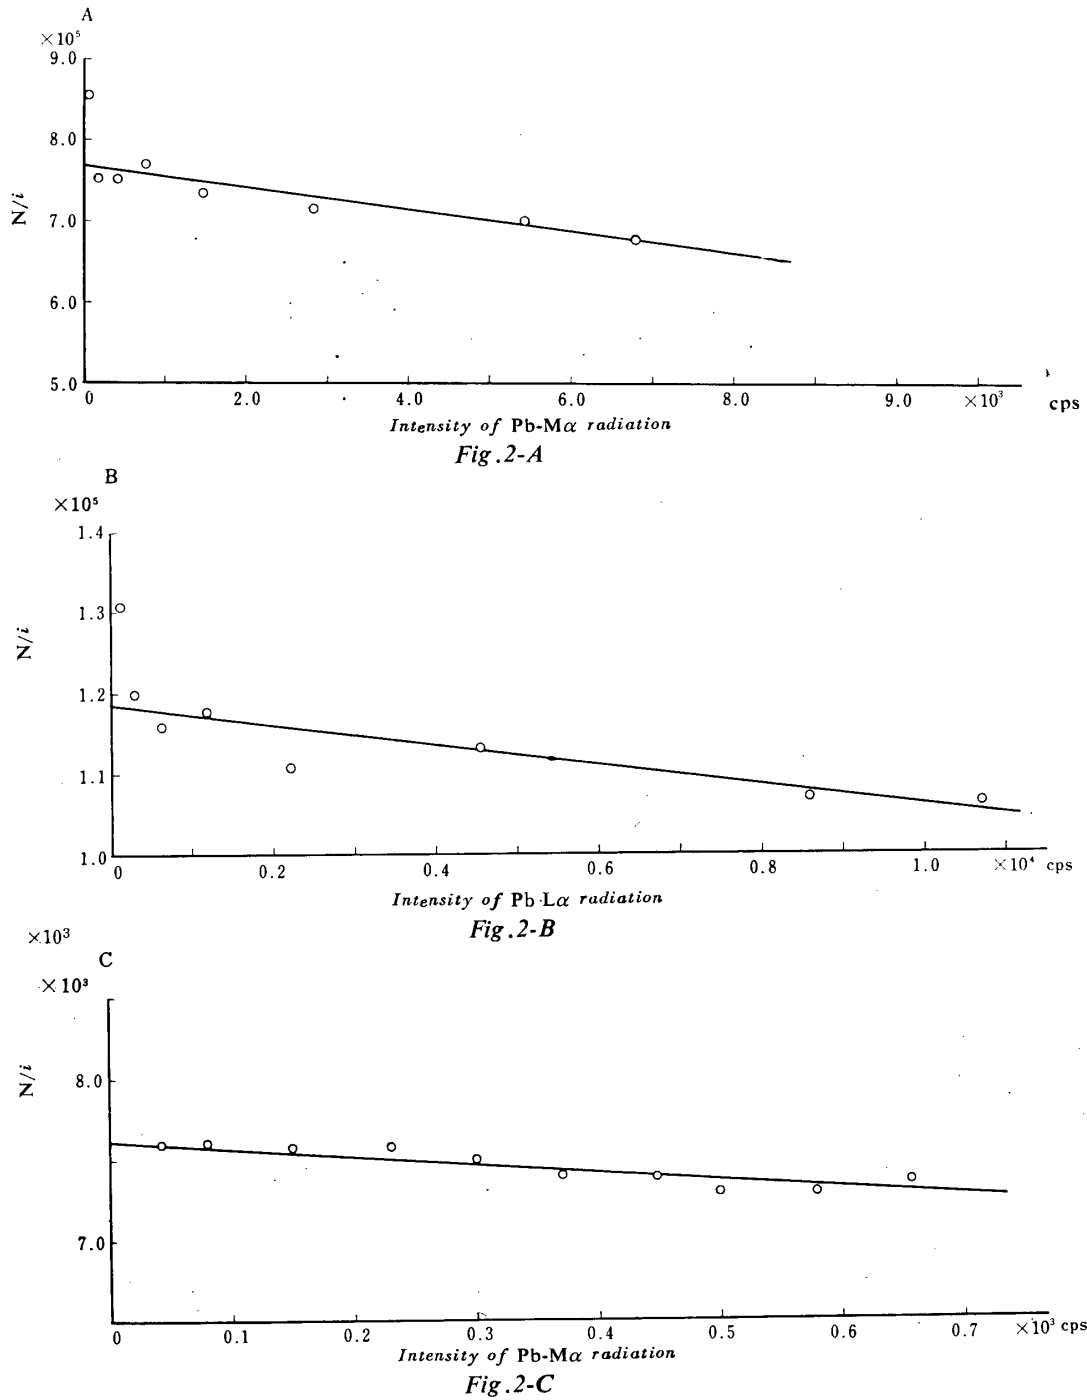 A
×10⁵
9.0
8.0
7.0
6.0
5.0
N/i
0 2.0 4.0 6.0 8.0 9.0 ×10³ cps
Intensity of Pb-Mα radiation
Fig.2-A
B
×10⁵
1.4
1.3
1.2
1.1
1.0
N/i
0 0.2 0.4 0.6 0.8 1.0 ×10⁴ cps
Intensity of Pb·Lα radiation
Fig.2-B
×10³
C
×10³
8.0
7.0
N/i
0 0.1 0.2 0.3 0.4 0.5 0.6 0.7 ×10³ cps
Intensity of Pb-Mα radiation
Fig.2-C